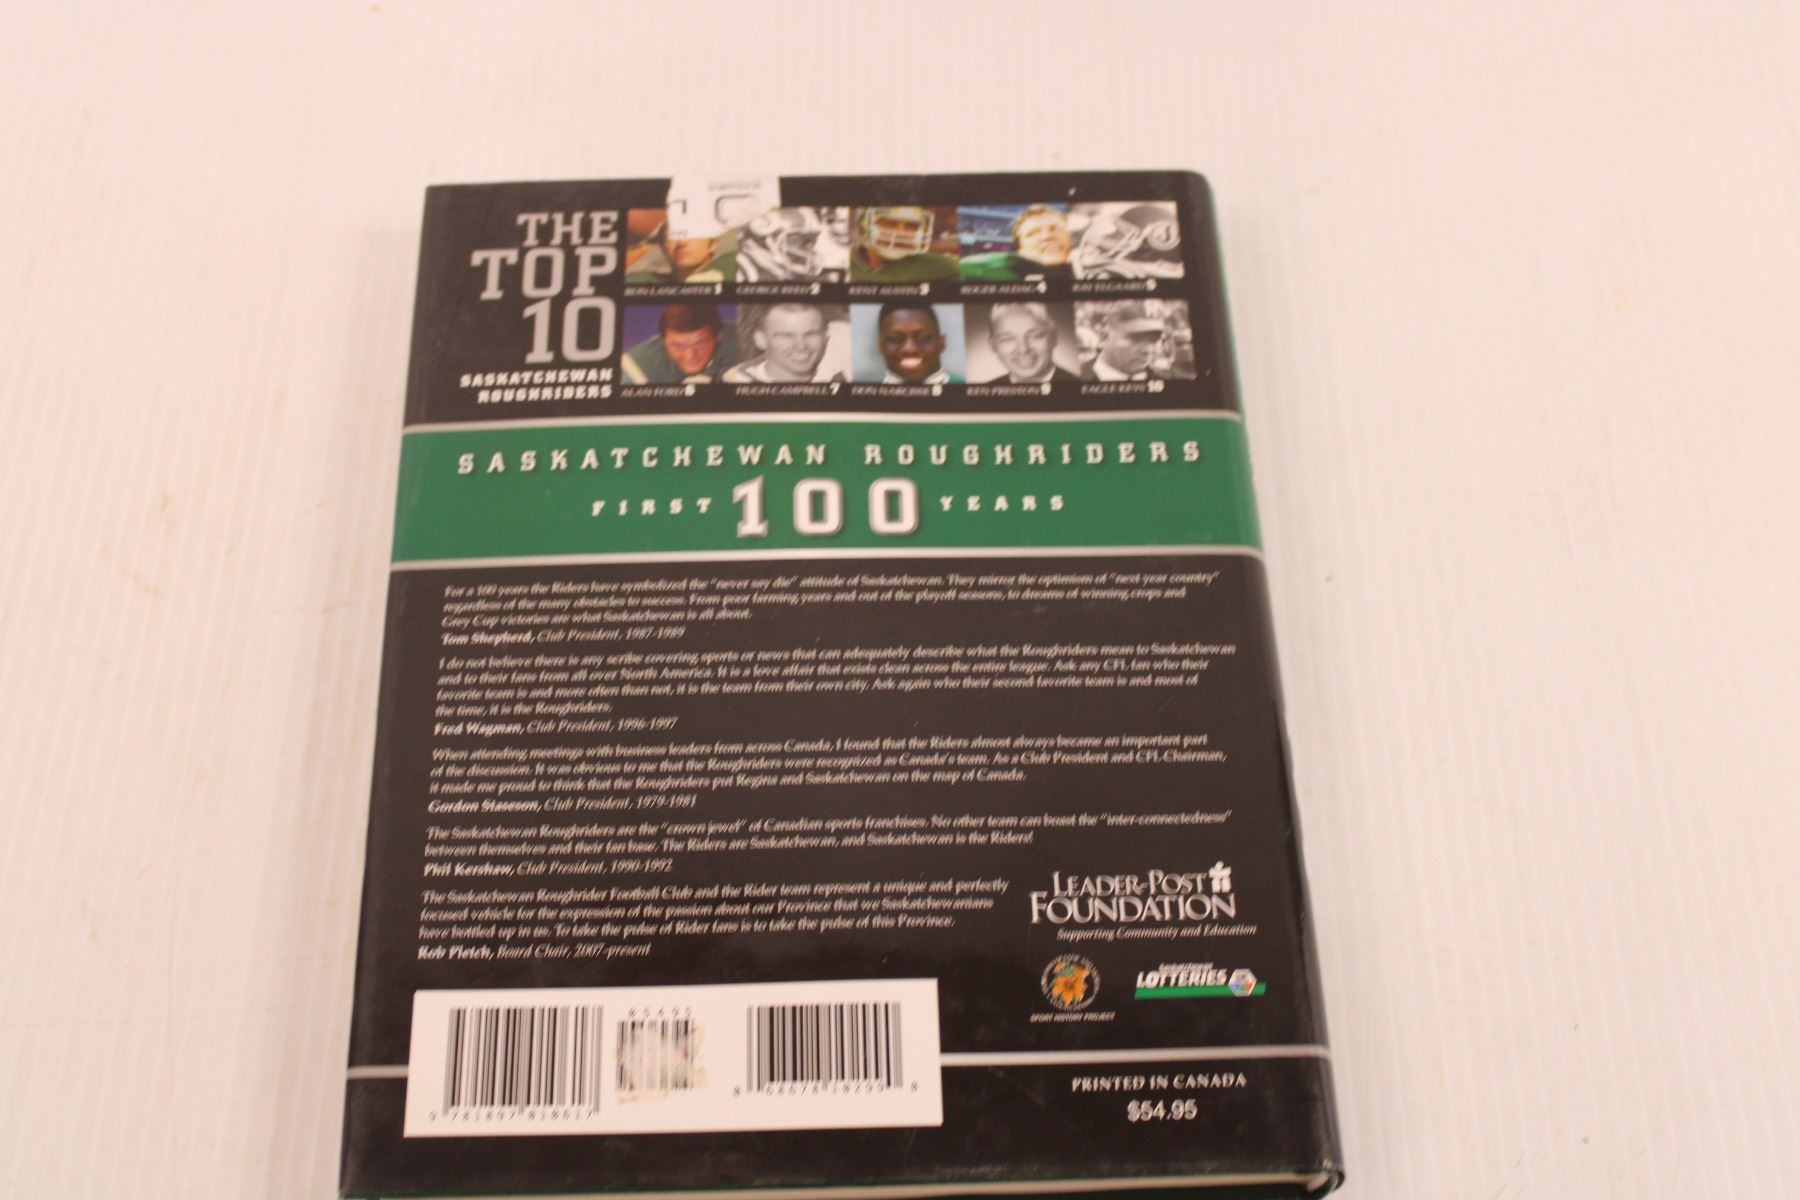 THE
TOP
10
SASKATCHEWAN
ROUGHRIDERS
RON LANCASTER 1 GEORGE REED 2 KENT AUSTIN 3 ROGER ALDAG 4 RAY ELGAARD 5
ALAN FORD 6 HUGH CAMPBELL 7 DON NARCISSE 8 KEN PRESTON 9 EAGLE KEYS 10
SASKATCHEWAN ROUGHRIDERS
FIRST 100 YEARS
For a 100 years the Riders have symbolized the "never say die" attitude of Saskatchewan. They mirror the optimism of "next year country"
regardless of the many obstacles to success. From poor farming years and out of the playoff seasons, to dreams of winning crops and
Grey Cup victories are what Saskatchewan is all about.
Tom Shepherd, Club President, 1987-1989
I do not believe there is any scribe covering sports or news that can adequately describe what the Roughriders mean to Saskatchewan
and to their fans from all over North America. It is a love affair that exists clean across the entire league. Ask any CFL fan who their
favorite team is and more often than not, it is the team from their own city. Ask again who their second favorite team is and most of
the time, it is the Roughriders.
Fred Wagman, Club President, 1996-1997
When attending meetings with business leaders from across Canada, I found that the Riders almost always became an important part
of the discussion. It was obvious to me that the Roughriders were recognized as Canada's team. As a Club President and CFL Chairman,
it made me proud to think that the Roughriders put Regina and Saskatchewan on the map of Canada.
Gordon Staseson, Club President, 1979-1981
The Saskatchewan Roughriders are the "crown jewel" of Canadian sports franchises. No other team can boast the "inter-connectedness"
between themselves and their fan base. The Riders are Saskatchewan, and Saskatchewan is the Riders!
Phil Kershaw, Club President, 1990-1992
The Saskatchewan Roughrider Football Club and the Rider team represent a unique and perfectly
focused vehicle for the expression of the passion about our Province that we Saskatchewanians
have bottled up in us. To take the pulse of Rider fans is to take the pulse of this Province.
Rob Pletch, Board Chair, 2007-present
LEADER-POST
FOUNDATION
Supporting Community and Education
SPORT HISTORY PROJECT
Saskatchewan
LOTTERIES
85495
9 781897 010617
8 68678 18299 8
PRINTED IN CANADA
$54.95